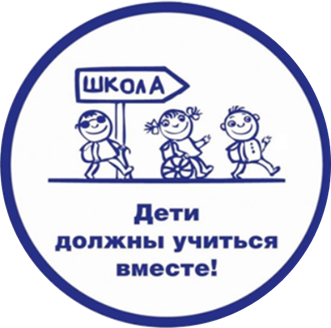 ШКОЛА
Дети
должны учиться
вместе!